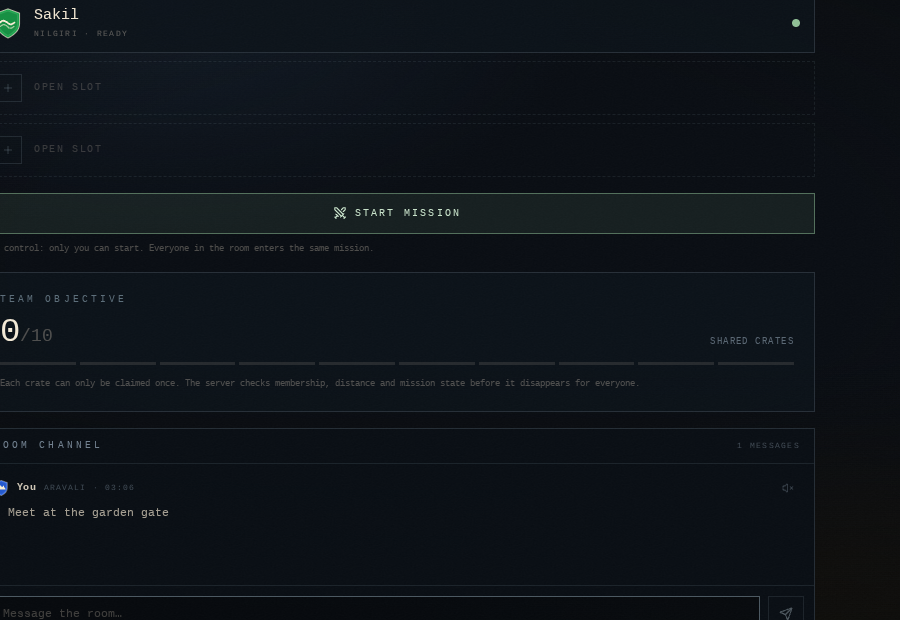 Sakil
NILGIRI · READY
+ OPEN SLOT
+ OPEN SLOT
START MISSION
control: only you can start. Everyone in the room enters the same mission.
TEAM OBJECTIVE
0/10
SHARED CRATES
Each crate can only be claimed once. The server checks membership, distance and mission state before it disappears for everyone.
OOM CHANNEL
1 MESSAGES
You ARAVALI · 03:06
Meet at the garden gate
Message the room…